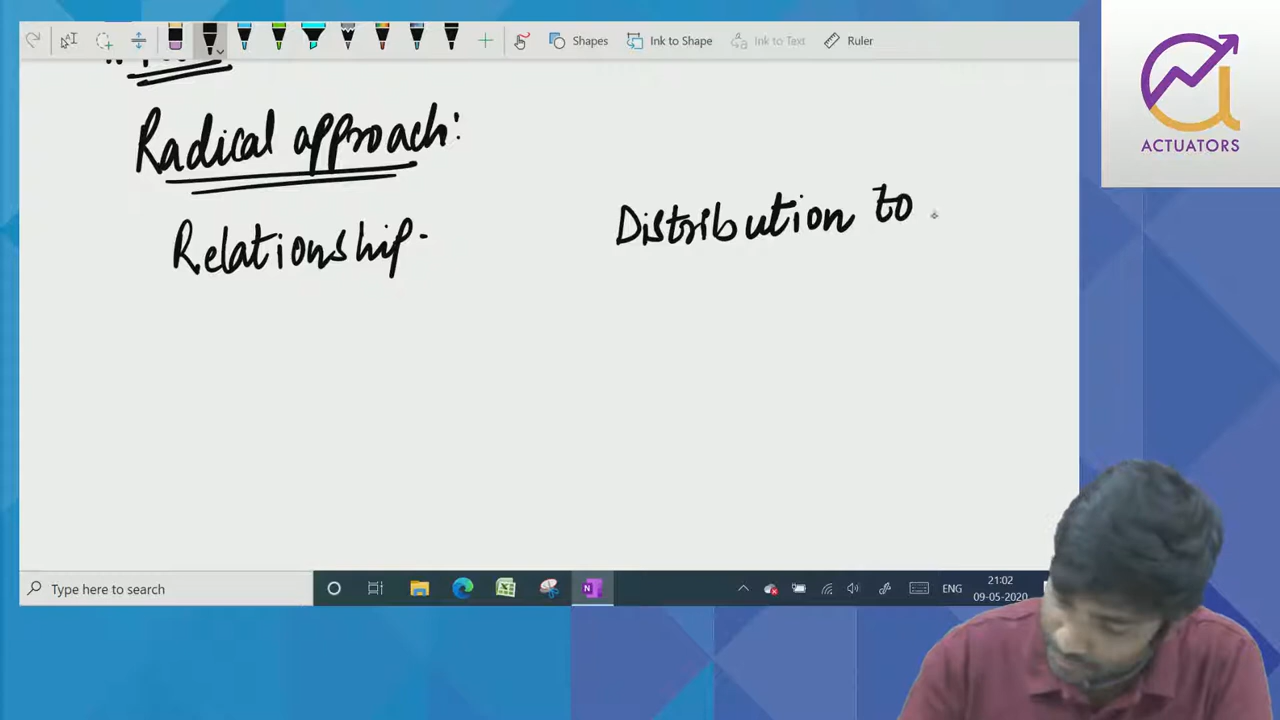 Shapes
Ink to Shape
Ink to Text
Ruler
ACTUATORS
Radical approach:
Relationship.
Distribution to
Type here to search
ENG
21:02
09-05-2020